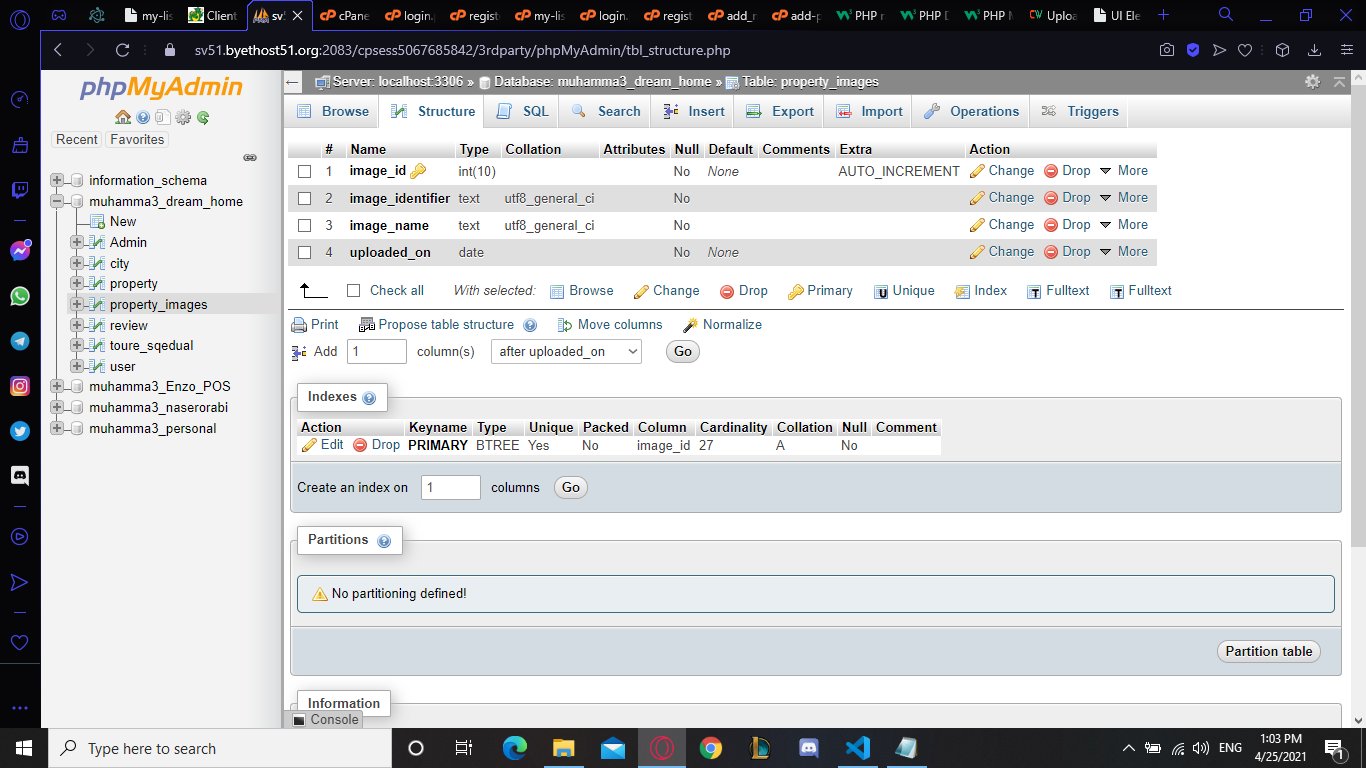 my-lis
Client
sv5
cPane
login.
registe
my-lis
login.
registe
add_n
add-p
PHP r
PHP D
PHP M
Uploa
UI Ele
sv51.byethost51.org:2083/cpsess5067685842/3rdparty/phpMyAdmin/tbl_structure.php
phpMyAdmin
Recent Favorites
information_schema
muhamma3_dream_home
New
Admin
city
property
property_images
review
toure_sqedual
user
muhamma3_Enzo_POS
muhamma3_naserorabi
muhamma3_personal
Server: localhost:3306 » Database: muhamma3_dream_home » Table: property_images
Browse Structure SQL Search Insert Export Import Operations Triggers
# Name Type Collation Attributes Null Default Comments Extra Action
1 image_id int(10) No None AUTO_INCREMENT Change Drop More
2 image_identifier text utf8_general_ci No Change Drop More
3 image_name text utf8_general_ci No Change Drop More
4 uploaded_on date No None Change Drop More
Check all With selected: Browse Change Drop Primary Unique Index Fulltext Fulltext
Print Propose table structure Move columns Normalize
Add 1 column(s) after uploaded_on Go
Indexes
Action Keyname Type Unique Packed Column Cardinality Collation Null Comment
Edit Drop PRIMARY BTREE Yes No image_id 27 A No
Create an index on 1 columns Go
Partitions
No partitioning defined!
Partition table
Information
Console
Type here to search
ENG
1:03 PM
4/25/2021
1